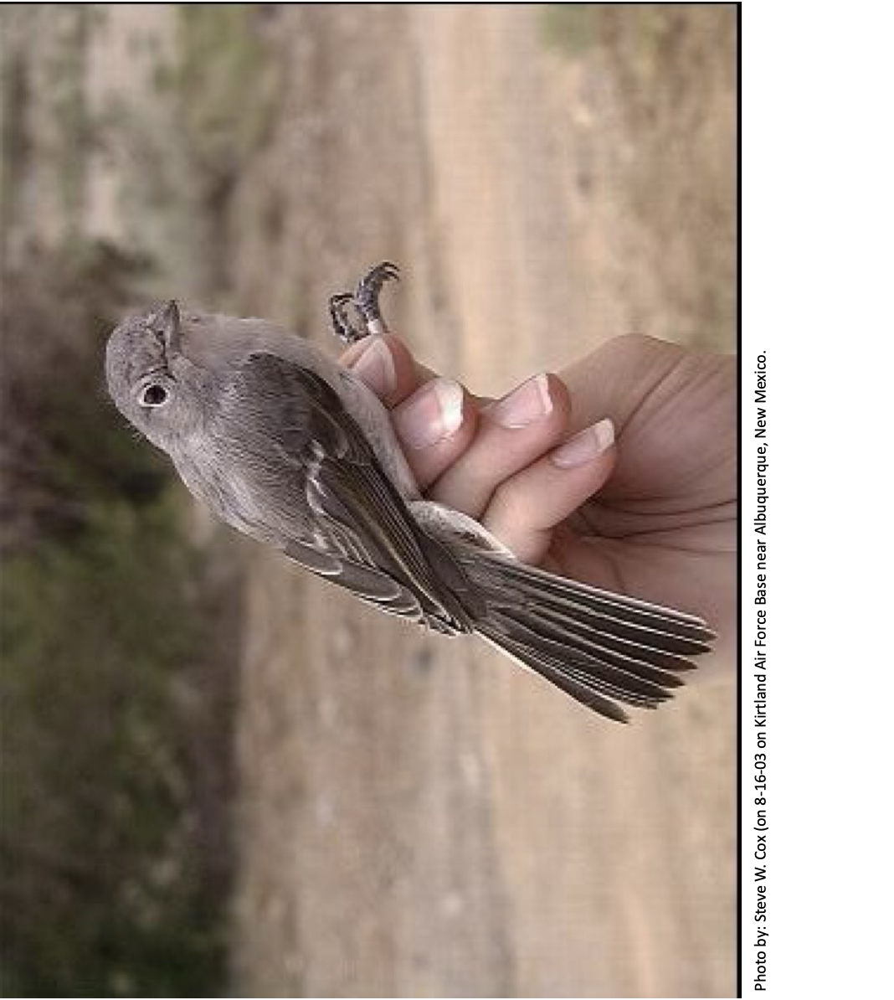 Photo by: Steve W. Cox (on 8-16-03 on Kirtland Air Force Base near Albuquerque, New Mexico.